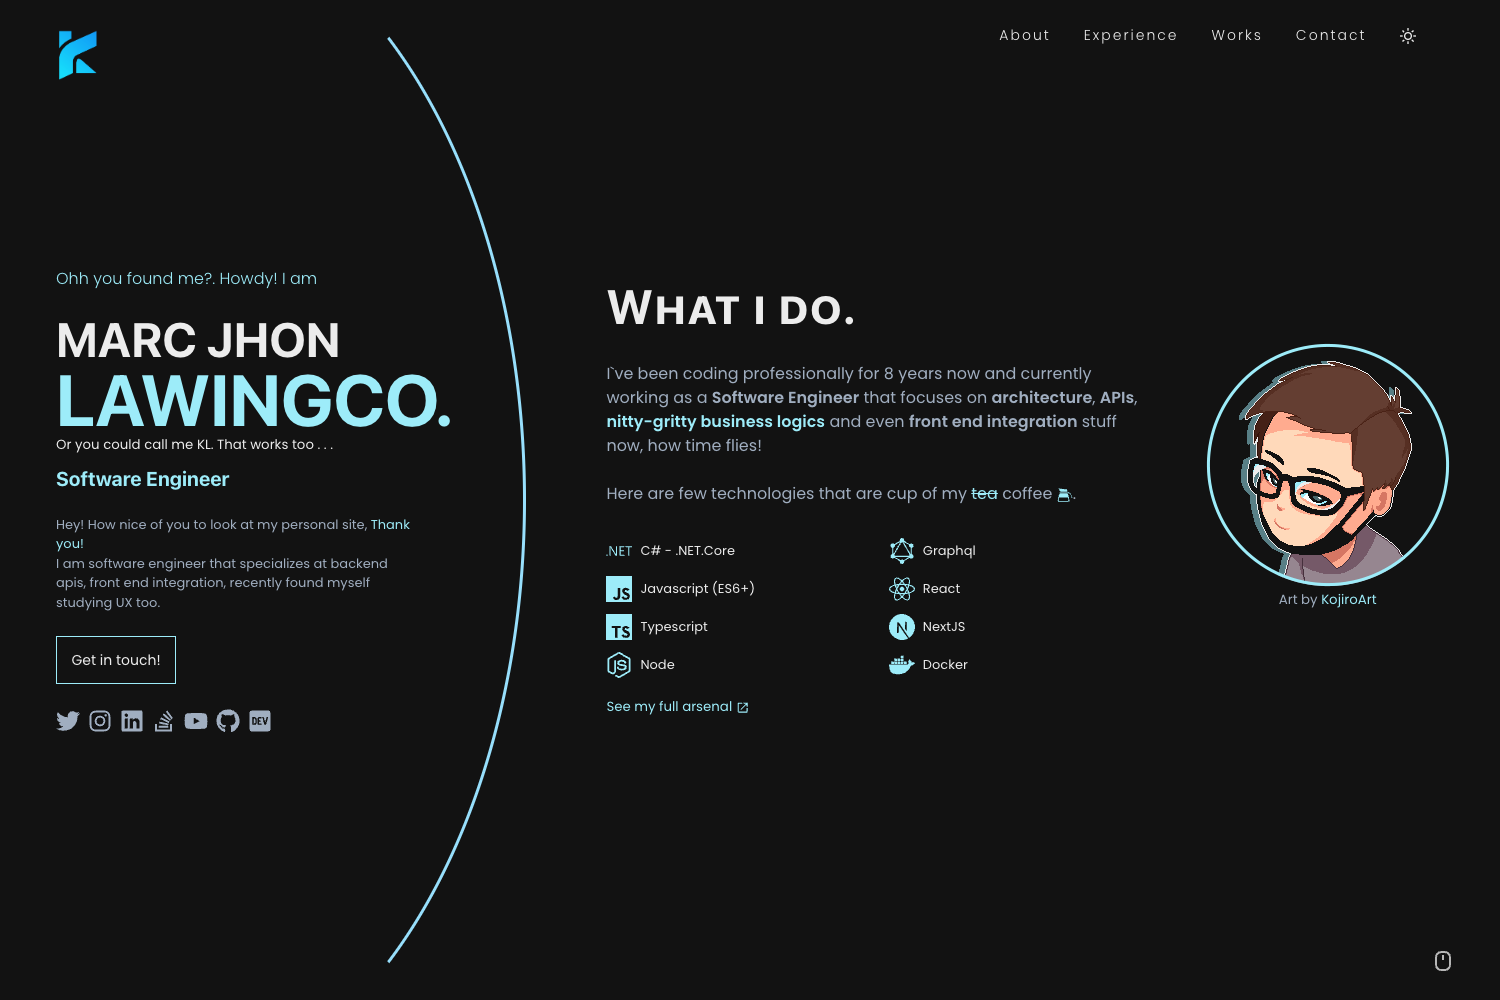 About Experience Works Contact
Ohh you found me?. Howdy! I am
MARC JHON
LAWINGCO.
Or you could call me KL. That works too . . .
Software Engineer
Hey! How nice of you to look at my personal site, Thank
you!
I am software engineer that specializes at backend
apis, front end integration, recently found myself
studying UX too.
Get in touch!
DEV
WHAT I DO.
I`ve been coding professionally for 8 years now and currently
working as a Software Engineer that focuses on architecture, APIs,
nitty-gritty business logics and even front end integration stuff
now, how time flies!
Here are few technologies that are cup of my tea coffee .
.NET C# - .NET.Core
JS Javascript (ES6+)
TS Typescript
JS Node
Graphql
React
N NextJS
Docker
See my full arsenal
Art by KojiroArt